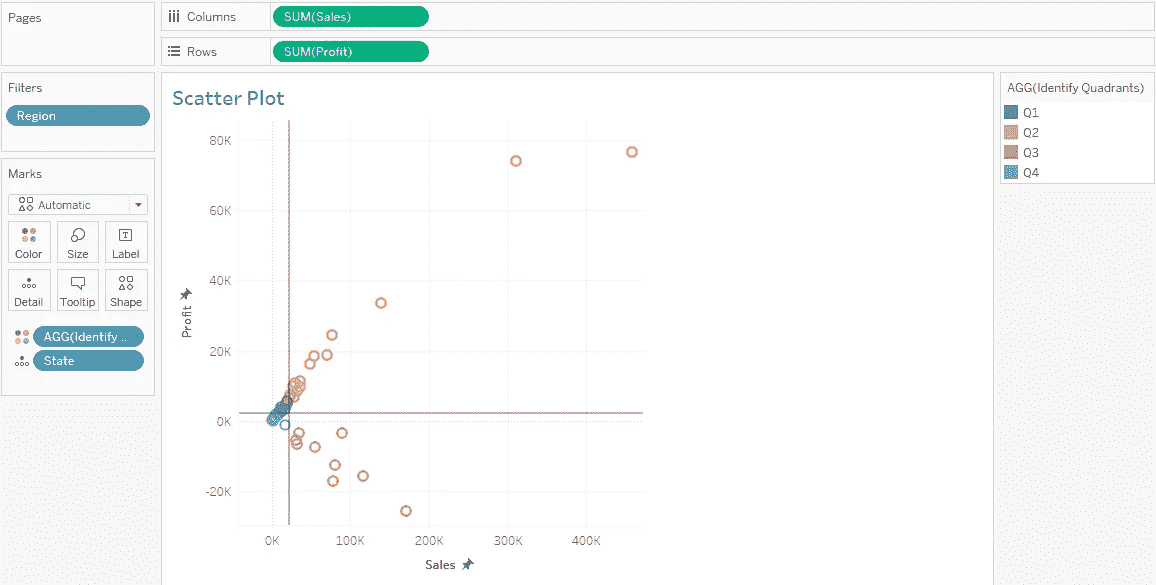 Pages
Columns SUM(Sales)
Rows SUM(Profit)
Filters
Region
Marks
Automatic
Color Size Label
Detail Tooltip Shape
AGG(Identify ..
State
Scatter Plot
80K
60K
40K
20K
0K
-20K
Profit
0K 100K 200K 300K 400K
Sales
AGG(Identify Quadrants)
Q1
Q2
Q3
Q4